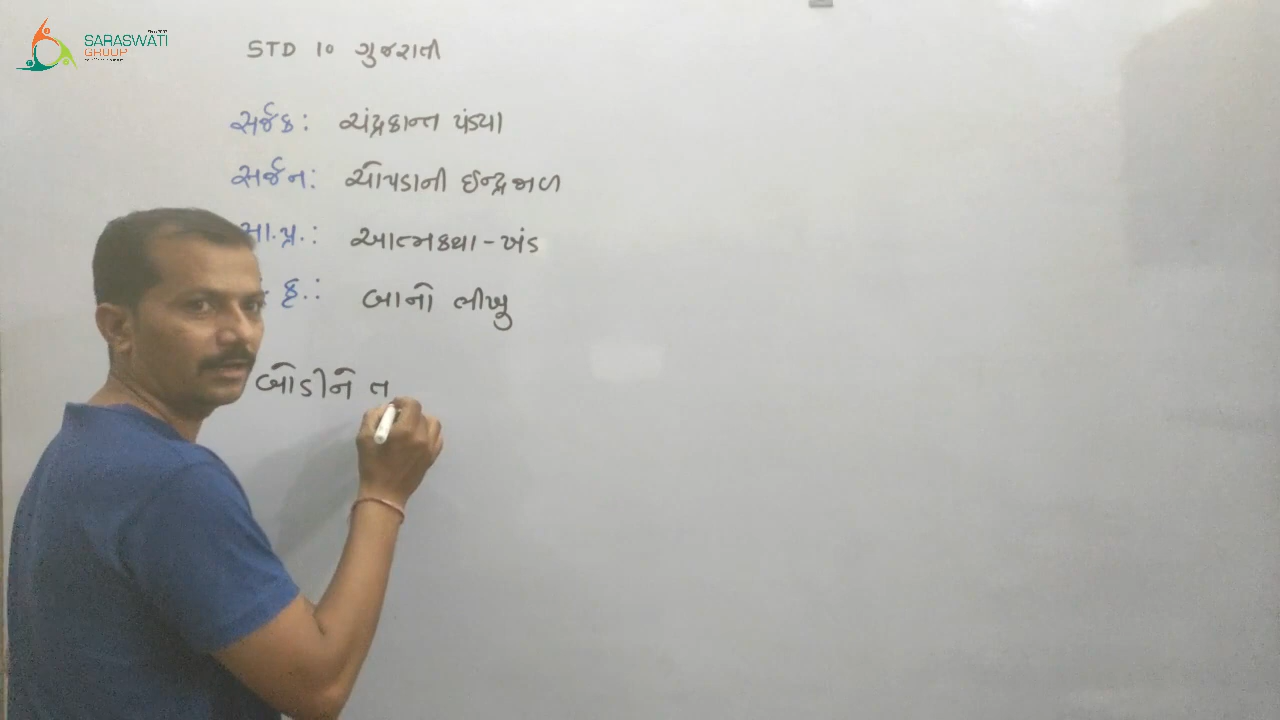 SARASWATI
GROUP
STD 10 ગુજરાતી
સર્જક : ચંદ્રકાન્ત પંડ્યા
સર્જન : ચોપડાની ઈન્દ્રજાળ
સા.પ્ર. : આત્મકથા - ખંડ
કૃ. : બાનો ભીખુ
બોડીને ત